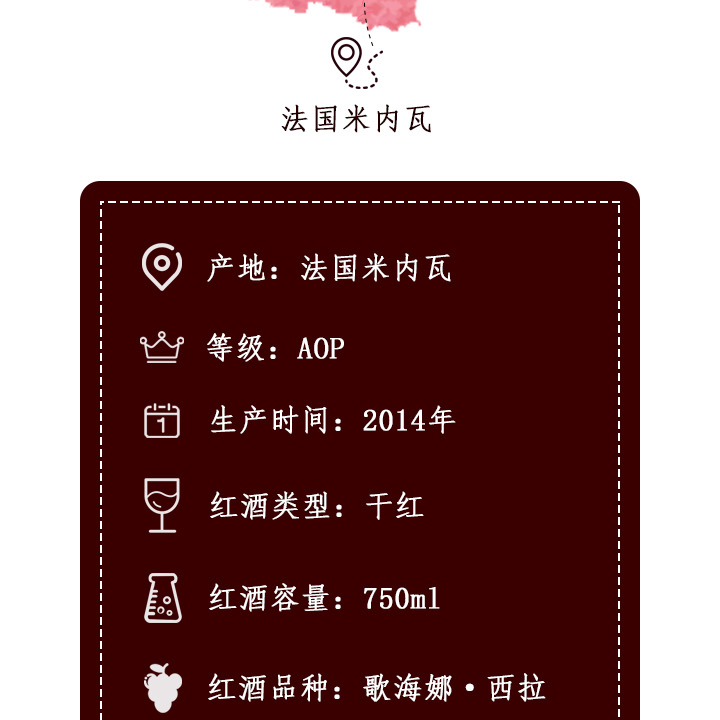 法国米内瓦
产地：法国米内瓦
等级：AOP
生产时间：2014年
红酒类型：干红
红酒容量：750ml
红酒品种：歌海娜·西拉